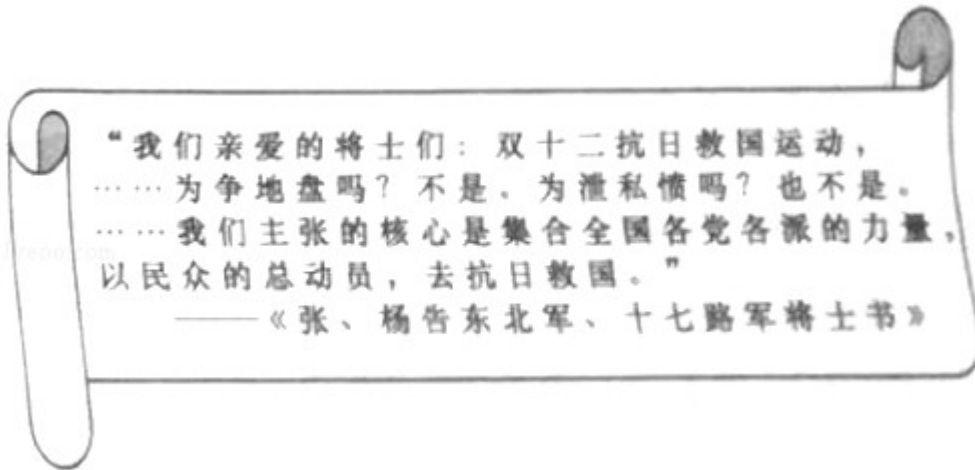 “我们亲爱的将士们：双十二抗日救国运动，
……为争地盘吗？不是。为泄私愤吗？也不是。
……我们主张的核心是集合全国各党各派的力量，
以民众的总动员，去抗日救国。”
——《张、杨告东北军、十七路军将士书》